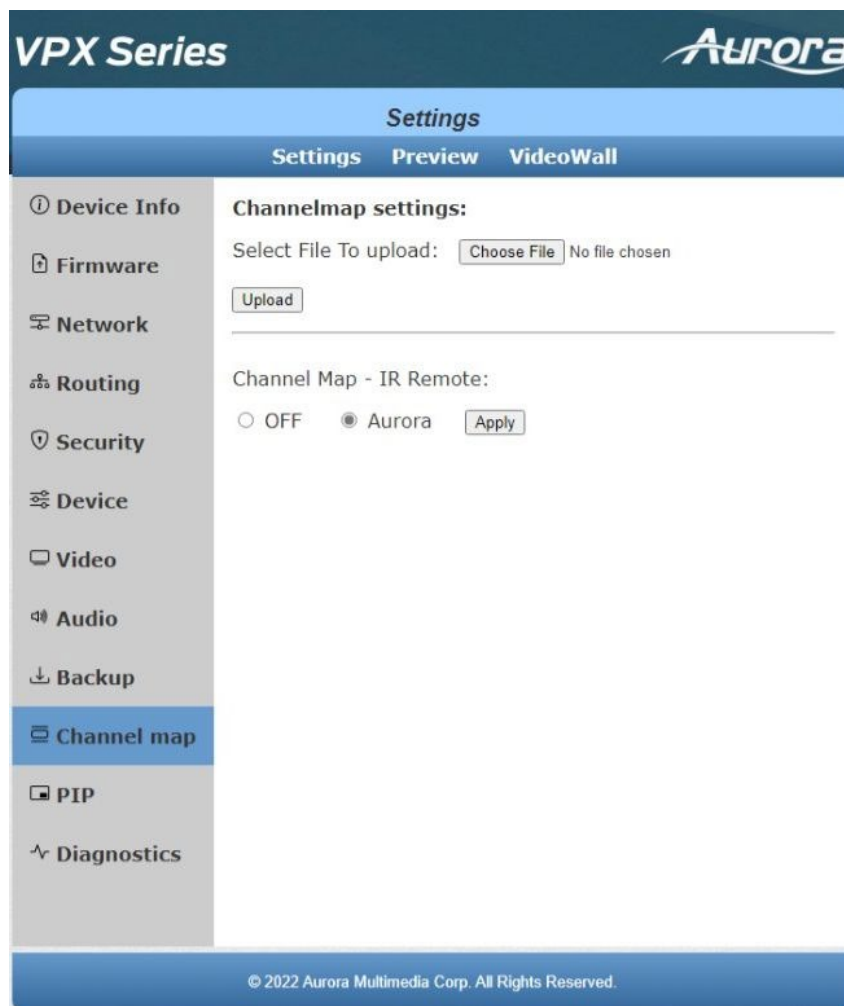 VPX Series
Aurora
Settings
Settings Preview VideoWall
Device Info
Firmware
Network
Routing
Security
Device
Video
Audio
Backup
Channel map
PIP
Diagnostics
Channelmap settings:
Select File To upload: Choose File No file chosen
Upload
Channel Map - IR Remote:
OFF Aurora Apply
© 2022 Aurora Multimedia Corp. All Rights Reserved.